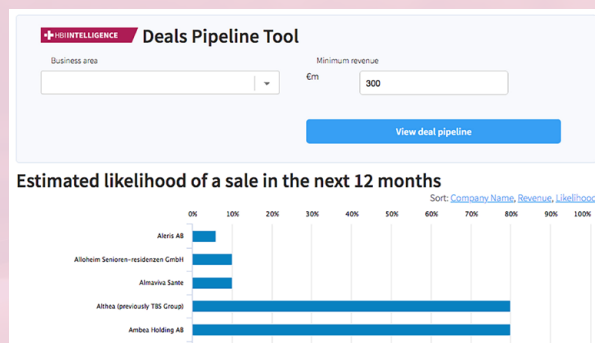 HBI INTELLIGENCE Deals Pipeline Tool
Business area
Minimum revenue
€m 300
View deal pipeline
Estimated likelihood of a sale in the next 12 months
Sort: Company Name, Revenue, Likelihood
0% 10% 20% 30% 40% 50% 60% 70% 80% 90% 100%
Aleris AB
Alloheim Senioren-residenzen GmbH
Almaviva Sante
Althea (previously TBS Group)
Ambea Holding AB